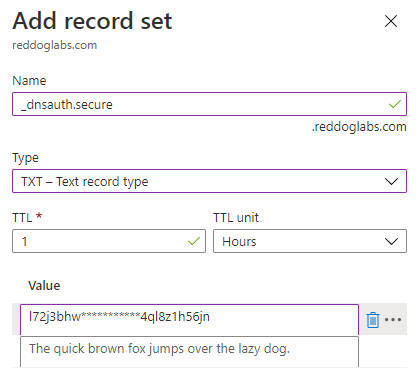 Add record set
reddoglabs.com
Name
_dnsauth.secure
.reddoglabs.com
Type
TXT – Text record type
TTL * TTL unit
1 Hours
Value
l72j3bhw***********4ql8z1h56jn
The quick brown fox jumps over the lazy dog.